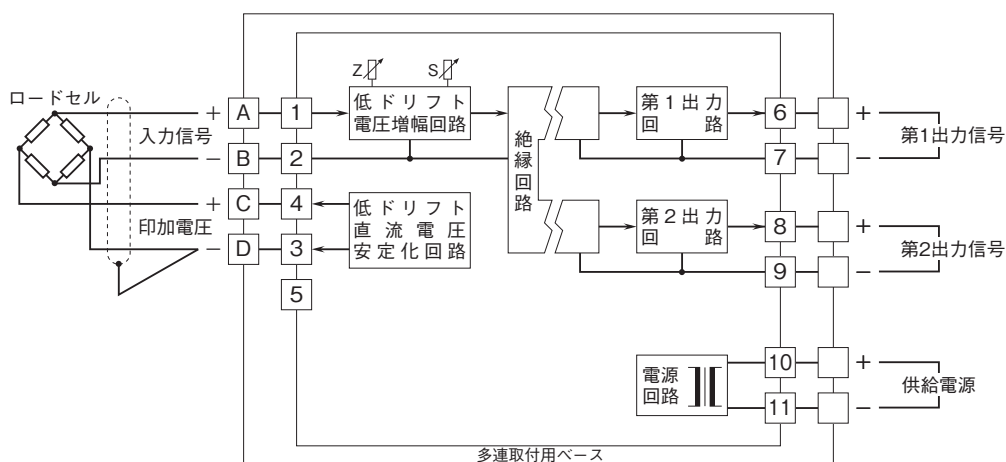 ロードセル
入力信号
印加電圧
+
−
+
−
A
B
C
D
1
2
4
3
5
Z
S
低ドリフト
電圧増幅回路
低ドリフト
直流電圧
安定化回路
絶縁回路
第1出力
回路
第2出力
回路
電源
回路
6
7
8
9
10
11
+
−
第1出力信号
+
−
第2出力信号
+
−
供給電源
多連取付用ベース